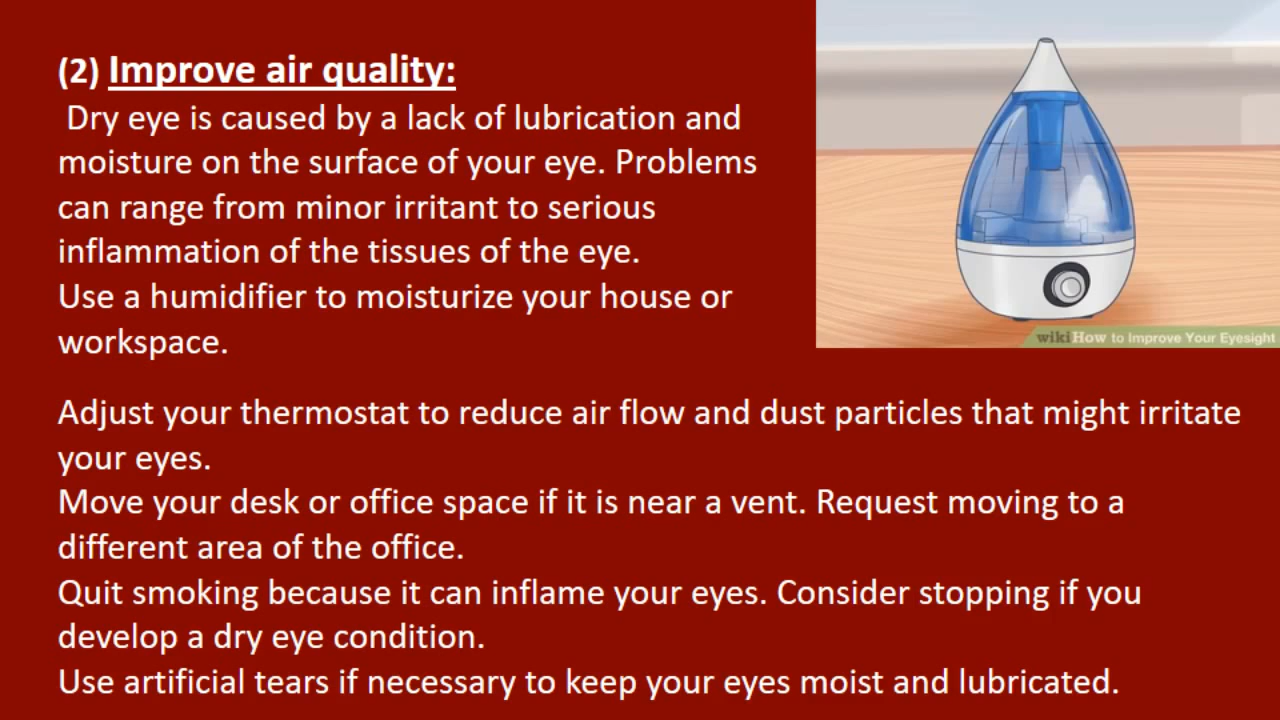 (2) Improve air quality:
Dry eye is caused by a lack of lubrication and
moisture on the surface of your eye. Problems
can range from minor irritant to serious
inflammation of the tissues of the eye.
Use a humidifier to moisturize your house or
workspace.
wikiHow to Improve Your Eyesight
Adjust your thermostat to reduce air flow and dust particles that might irritate
your eyes.
Move your desk or office space if it is near a vent. Request moving to a
different area of the office.
Quit smoking because it can inflame your eyes. Consider stopping if you
develop a dry eye condition.
Use artificial tears if necessary to keep your eyes moist and lubricated.